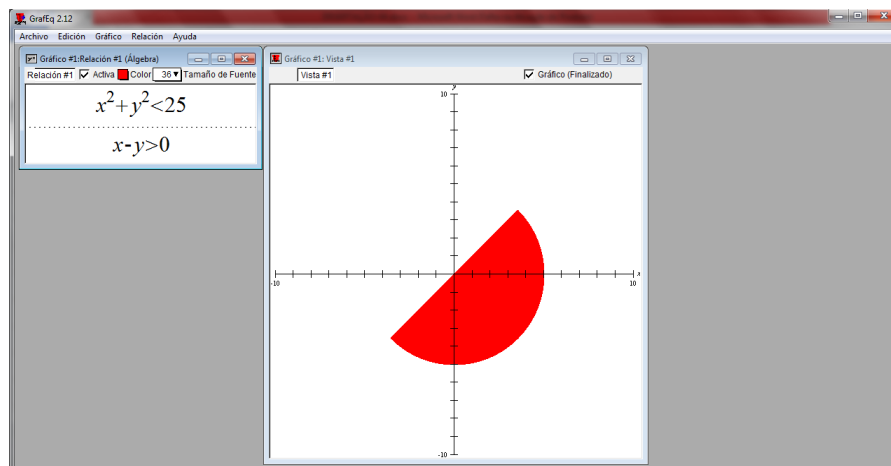 GrafEq 2.12
Archivo Edición Gráfico Relación Ayuda
Gráfico #1:Relación #1 (Álgebra)
Relación #1 Activa Color 36 Tamaño de Fuente
x²+y²<25
x-y>0
Gráfico #1: Vista #1
Vista #1 Gráfico (Finalizado)
y
10
-10
10
x
-10